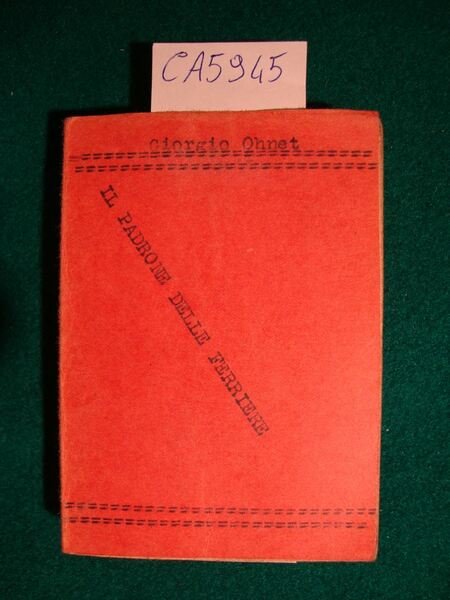 CA5945
Giorgio Ohnet
IL PADRONE DELLE FERRIERE